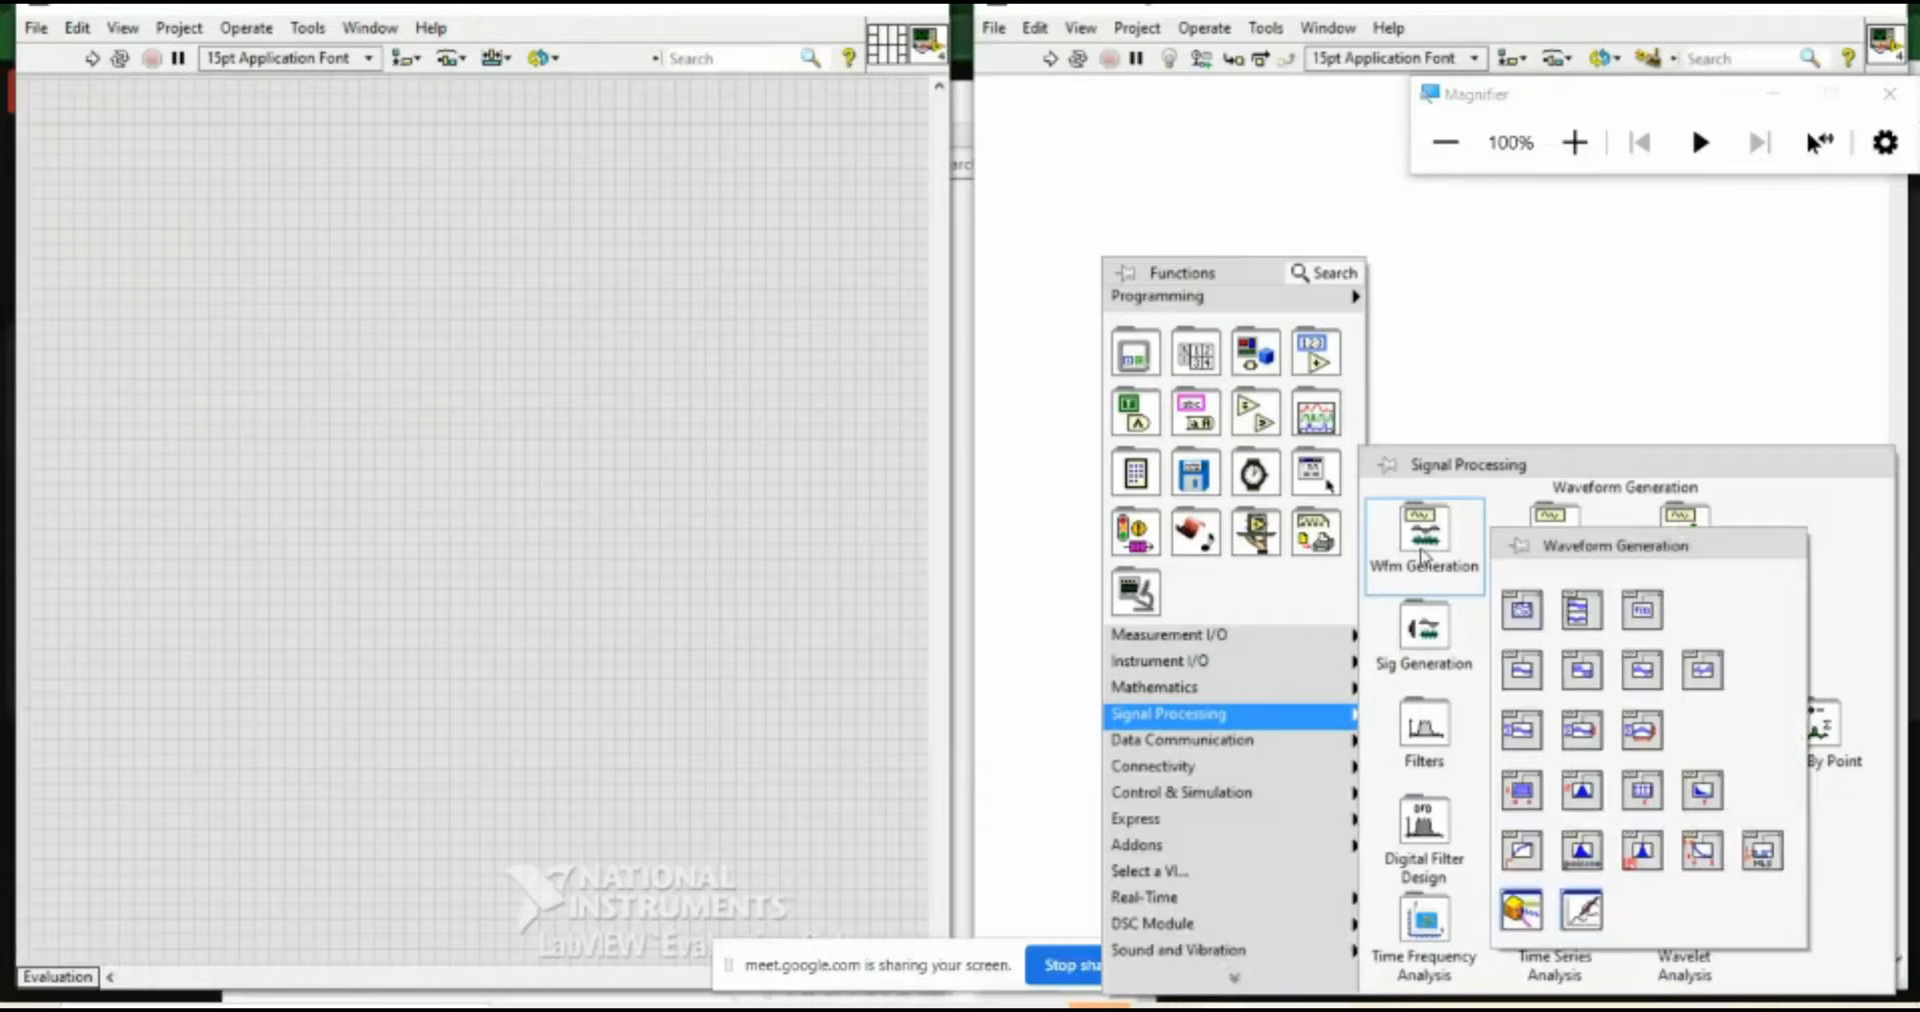 File Edit View Project Operate Tools Window Help
15pt Application Font
Search
File Edit View Project Operate Tools Window Help
15pt Application Font
Search
Magnifier
100%
Functions
Search
Programming
Measurement I/O
Instrument I/O
Mathematics
Signal Processing
Data Communication
Connectivity
Control & Simulation
Express
Addons
Select a VI...
Real-Time
DSC Module
Sound and Vibration
Signal Processing
Waveform Generation
Wfm Generation
Sig Generation
Filters
Digital Filter
Design
Time Frequency
Analysis
Time Series
Analysis
Wavelet
Analysis
By Point
Waveform Generation
NATIONAL
INSTRUMENTS
LabVIEW™ Eva
meet.google.com is sharing your screen.
Stop sha
Evaluation